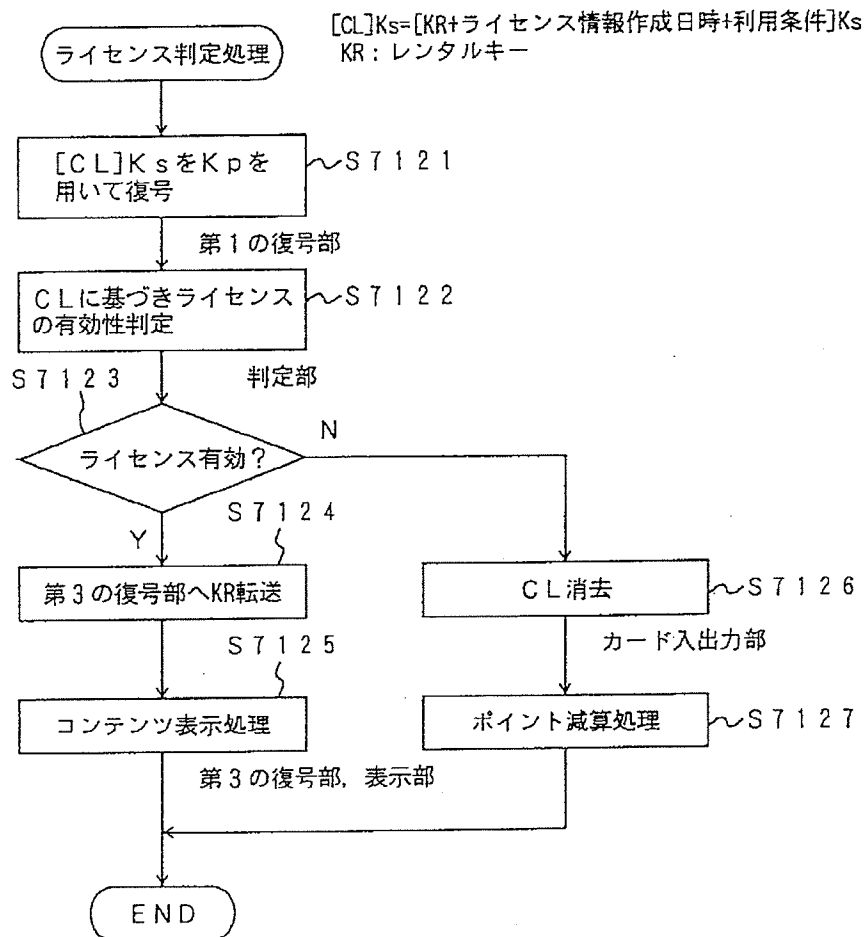 [CL]Ks=[KR+ライセンス情報作成日時+利用条件]Ks
KR：レンタルキー
ライセンス判定処理
[CL]KsをKpを
用いて復号
S7121
第1の復号部
CLに基づきライセンス
の有効性判定
S7122
判定部
S7123
ライセンス有効？
N
Y
S7124
第3の復号部へKR転送
S7125
コンテンツ表示処理
第3の復号部，表示部
CL消去
S7126
カード入出力部
ポイント減算処理
S7127
END